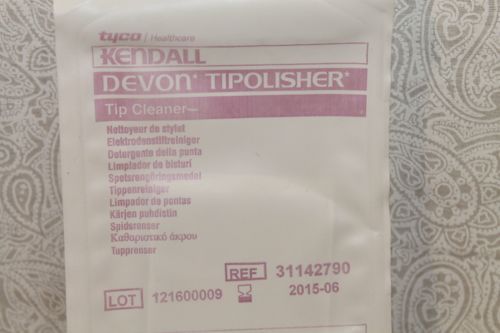 tyco / Healthcare
KENDALL
DEVON* TIPOLISHER*
Tip Cleaner
Nettoyeur de stylet
Elektrodenstiftreiniger
Detergente della punta
Limpiador de bisturi
Spetsrengöringsmedel
Tippenreiniger
Limpador de pontas
Kärjen puhdistin
Spidsrenser
Καθαριστικό άκρου
Tupprenser
REF 31142790
LOT 121600009 2015-06